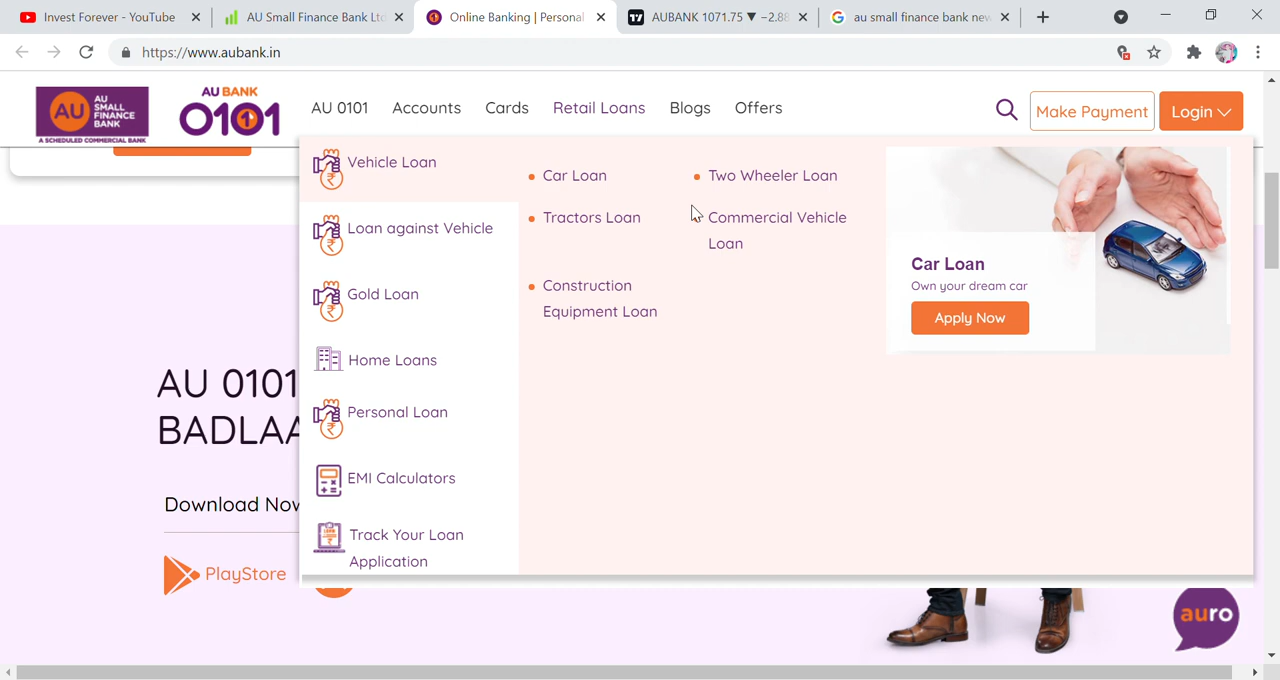 Invest Forever - YouTube
AU Small Finance Bank Ltd
Online Banking | Personal
AUBANK 1071.75 ▼ −2.88
au small finance bank new
https://www.aubank.in
AU
AU
SMALL
FINANCE
BANK
A SCHEDULED COMMERCIAL BANK
AU BANK
0101
AU 0101
Accounts
Cards
Retail Loans
Blogs
Offers
Make Payment
Login
Vehicle Loan
Loan against Vehicle
Gold Loan
Home Loans
Personal Loan
EMI Calculators
Track Your Loan
Application
Car Loan
Two Wheeler Loan
Tractors Loan
Commercial Vehicle
Loan
Construction
Equipment Loan
Car Loan
Own your dream car
Apply Now
AU 0101
BADLAA
Download Now
PlayStore
auro